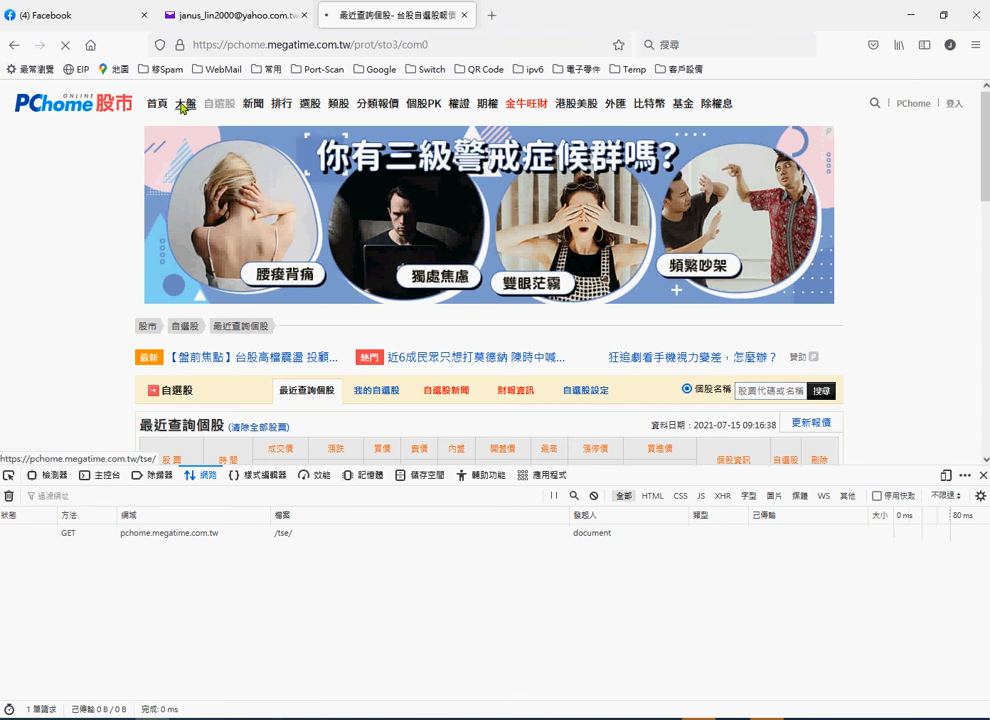 (4) Facebook
janus_lin2000@yahoo.com.tw
最近查詢個股- 台股自選股報價
https://pchome.megatime.com.tw/prot/sto3/com0
搜尋
最常瀏覽 EIP 地圖 移Spam WebMail 常用 Port-Scan Google Switch QR Code ipv6 電子零件 Temp 客戶設備
PChome ONLINE 股市
首頁 大盤 自選股 新聞 排行 選股 類股 分類報價 個股PK 權證 期權 金牛旺財 港股美股 外匯 比特幣 基金 除權息
PChome | 登入
你有三級警戒症候群嗎?
腰痠背痛
獨處焦慮
雙眼茫霧
頻繁吵架
股市 自選股 最近查詢個股
最新 【盤前焦點】台股高檔震盪 投顧... 熱門 近6成民眾只想打莫德納 陳時中喊... 狂追劇看手機視力變差,怎麼辦? 贊助
自選股 最近查詢個股 我的自選股 自選股新聞 財報資訊 自選股設定 個股名稱 股票代碼或名稱 搜尋
最近查詢個股 (清除全部股票) 資料日期:2021-07-15 09:16:38 更新報價
股票 時間 成交價 漲跌 買價 賣價 內盤 開盤價 最高 漲停價 買進價 個股資訊 自選股 刪除
https://pchome.megatime.com.tw/tse/
檢測器 主控台 除錯器 網路 樣式編輯器 效能 記憶體 儲存空間 輔助功能 應用程式
過濾網址 全部 HTML CSS JS XHR 字型 圖片 媒體 WS 其他 停用快取 不限速
狀態 方法 網域 檔案 發起人 類型 已傳輸 大小 0 ms 80 ms
GET pchome.megatime.com.tw /tse/ document
1 筆請求 已傳輸 0 B / 0 B 完成: 0 ms